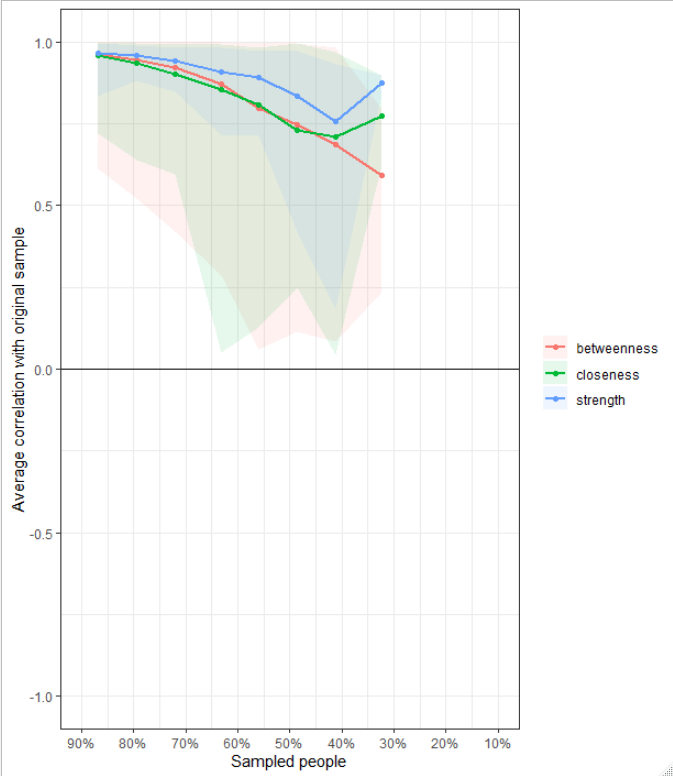 1.0
0.5
0.0
-0.5
-1.0
Average correlation with original sample
90% 80% 70% 60% 50% 40% 30% 20% 10%
Sampled people
betweenness
closeness
strength